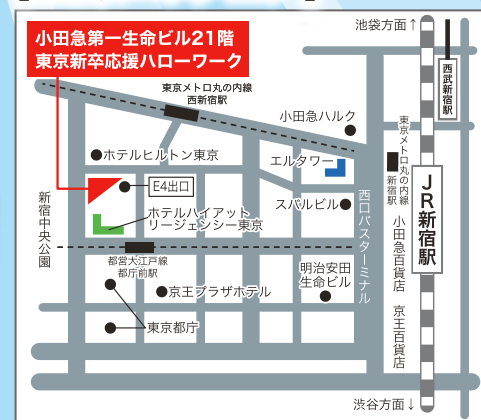 小田急第一生命ビル21階
東京新卒応援ハローワーク
池袋方面↑
西武新宿駅
東京メトロ丸の内線
西新宿駅
小田急ハルク
東京メトロ丸の内線
新宿駅
ホテルヒルトン東京
エルタワー
E4出口
スバルビル
JR新宿駅
新宿中央公園
ホテルハイアット
リージェンシー東京
西口バスターミナル
小田急百貨店
京王百貨店
都営大江戸線
都庁前駅
明治安田
生命ビル
京王プラザホテル
東京都庁
渋谷方面↓